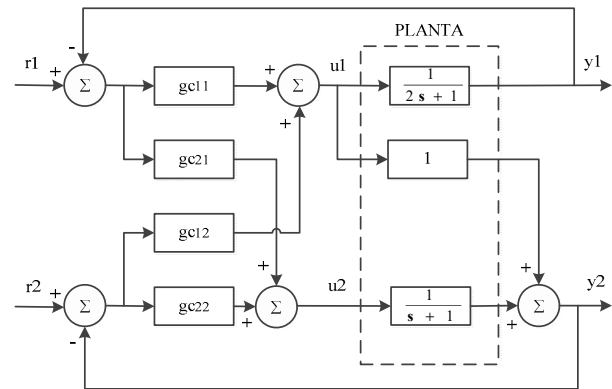 PLANTA
-
r1
+
Σ
gc11
+
Σ
u1
1
2 s + 1
y1
+
gc21
1
gc12
+
+
r2
+
Σ
gc22
+
Σ
u2
1
s + 1
+
Σ
y2
-